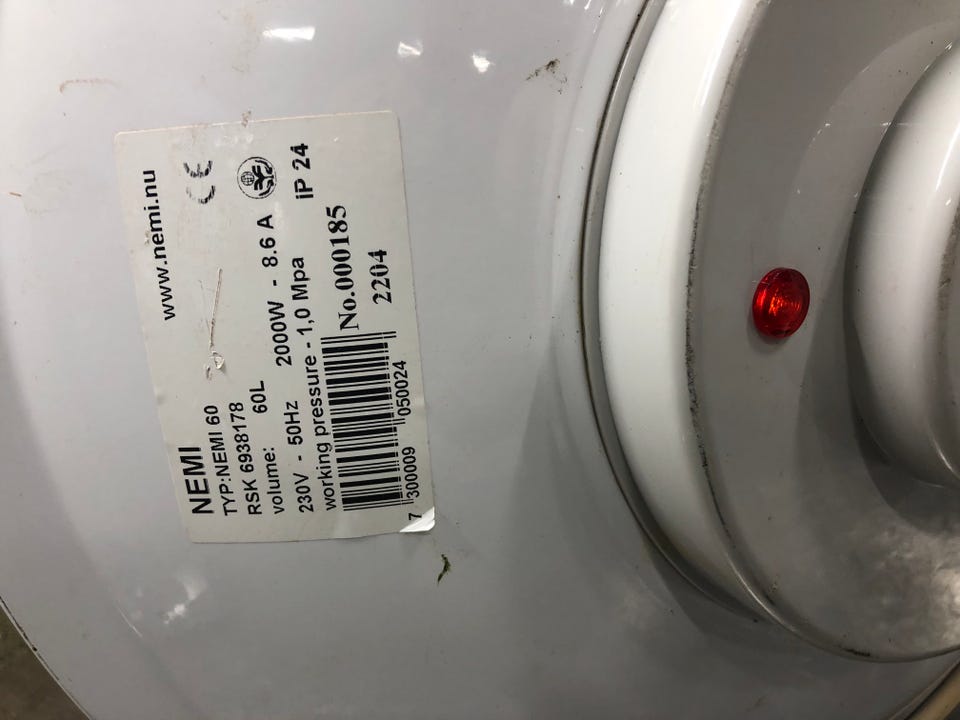 www.nemi.nu
CE
NEMI
TYP:NEMI 60
RSK 6938178
volume: 60L
230V - 50Hz 2000W - 8.6 A
working pressure - 1,0 Mpa IP 24
No.000185
2204
7 300009 050024